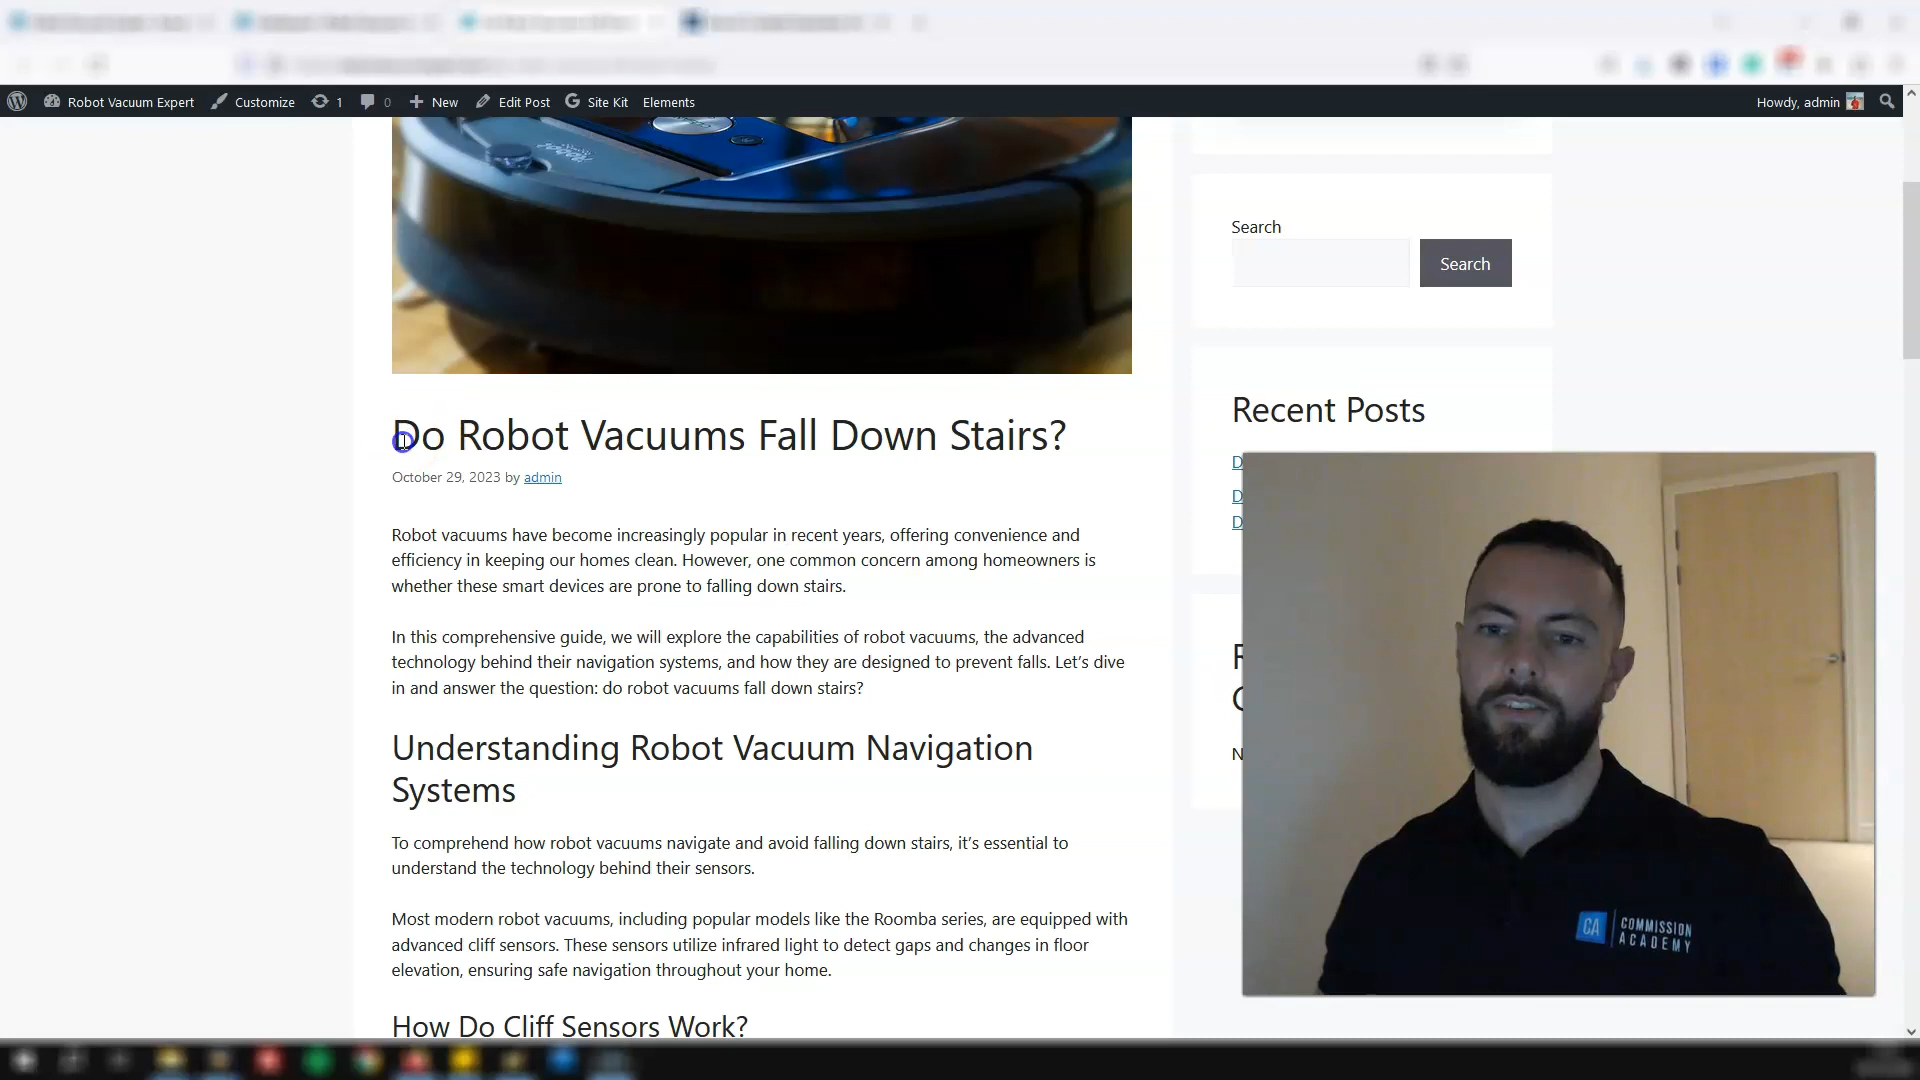 Robot Vacuum Expert Customize 1 0 New Edit Post Site Kit Elements Howdy, admin
Search
Search
Do Robot Vacuums Fall Down Stairs?
October 29, 2023 by admin
Robot vacuums have become increasingly popular in recent years, offering convenience and
efficiency in keeping our homes clean. However, one common concern among homeowners is
whether these smart devices are prone to falling down stairs.
In this comprehensive guide, we will explore the capabilities of robot vacuums, the advanced
technology behind their navigation systems, and how they are designed to prevent falls. Let’s dive
in and answer the question: do robot vacuums fall down stairs?
Understanding Robot Vacuum Navigation
Systems
To comprehend how robot vacuums navigate and avoid falling down stairs, it’s essential to
understand the technology behind their sensors.
Most modern robot vacuums, including popular models like the Roomba series, are equipped with
advanced cliff sensors. These sensors utilize infrared light to detect gaps and changes in floor
elevation, ensuring safe navigation throughout your home.
How Do Cliff Sensors Work?
Recent Posts
D
D
D
N
CA COMMISSION
ACADEMY